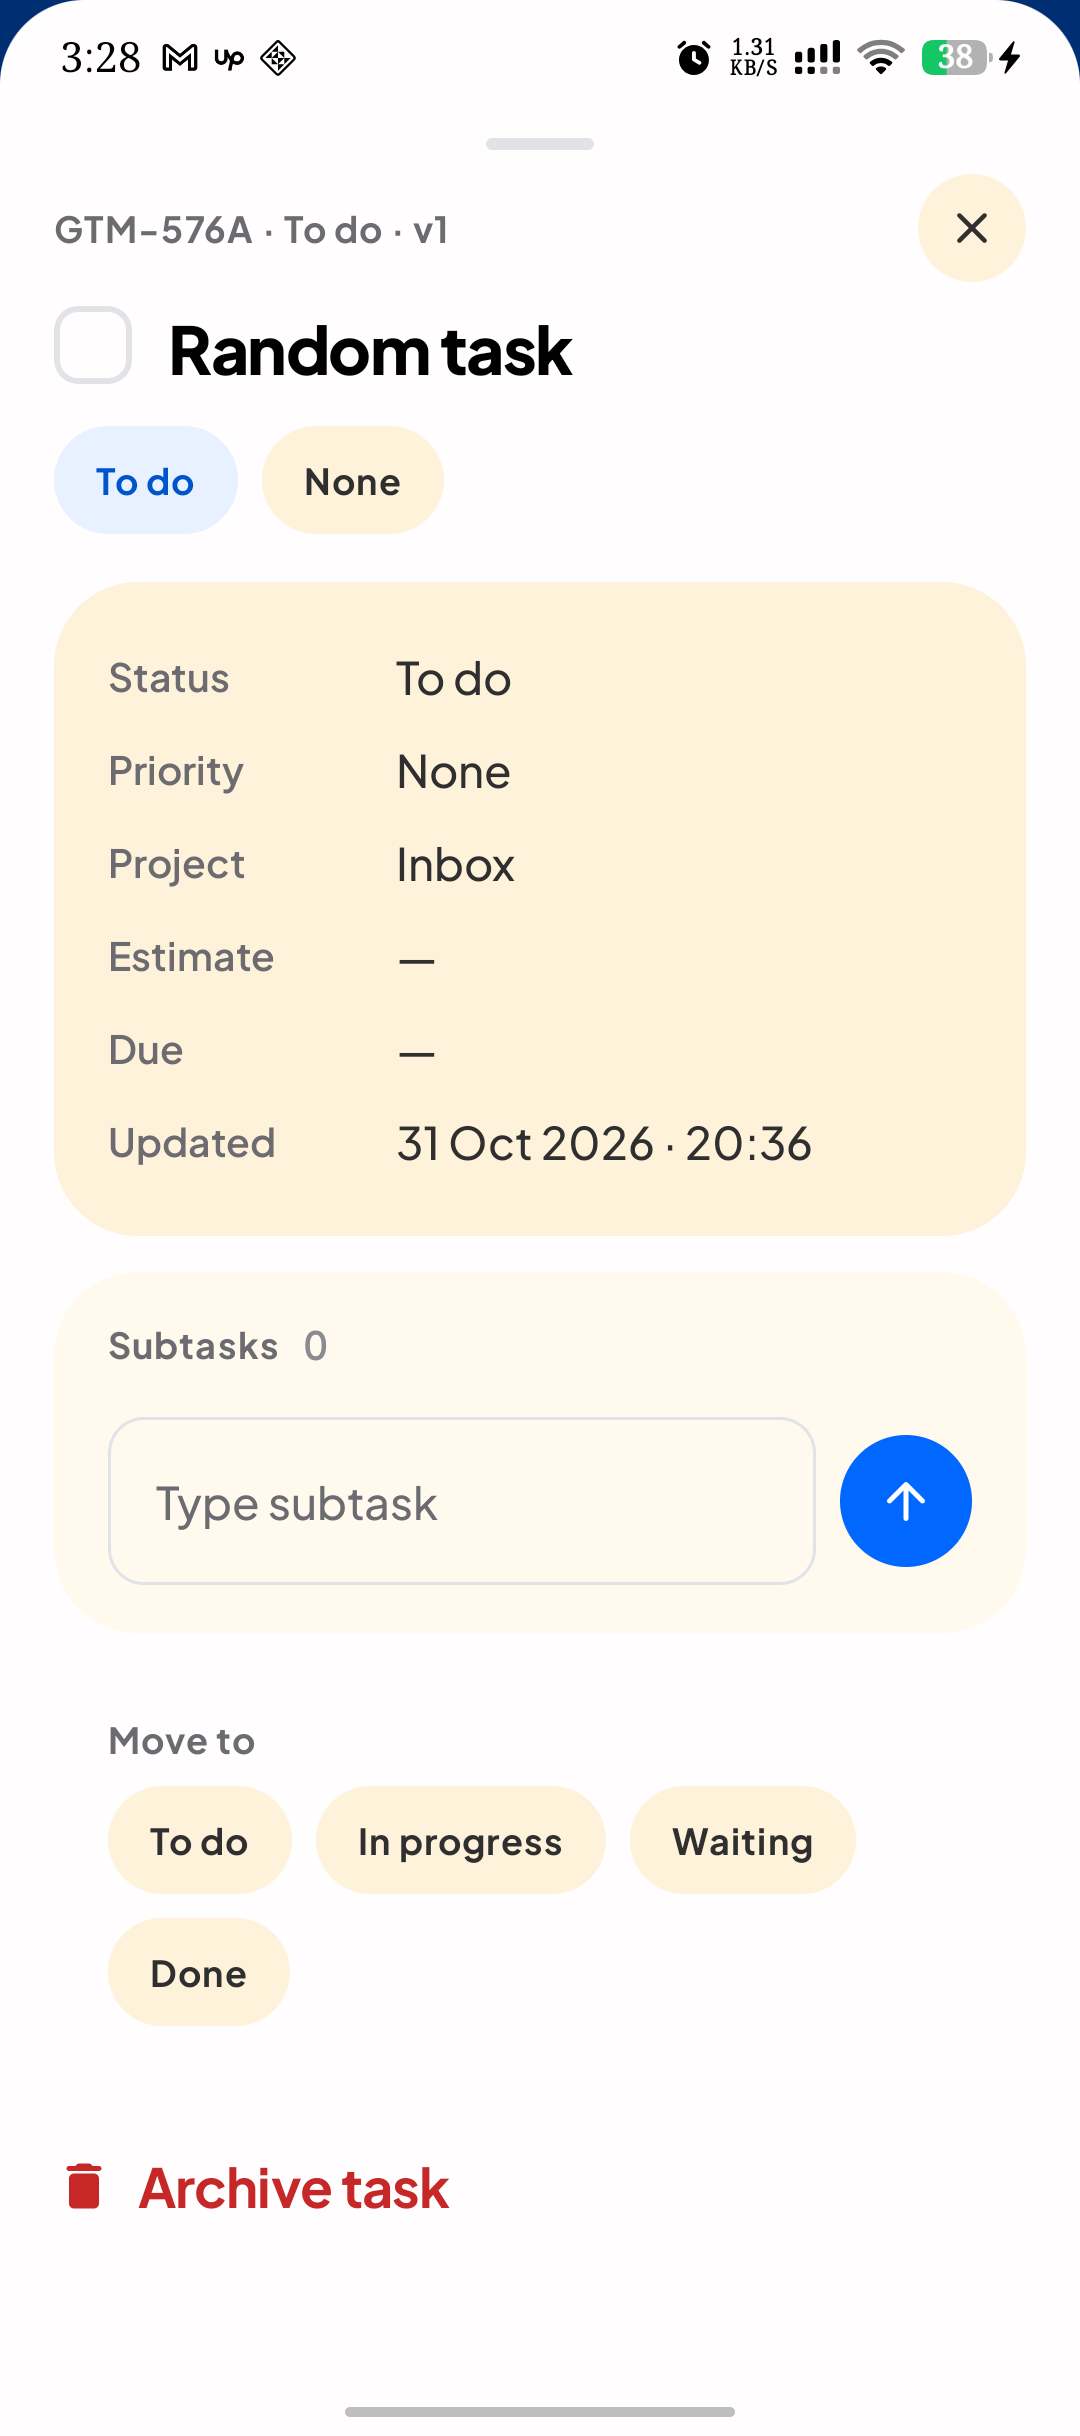 3:28 up 1.31 KB/S 38
GTM-576A · To do · v1
Random task
To do None
Status To do
Priority None
Project Inbox
Estimate —
Due —
Updated 31 Oct 2026 · 20:36
Subtasks 0
Type subtask
Move to
To do In progress Waiting
Done
Archive task